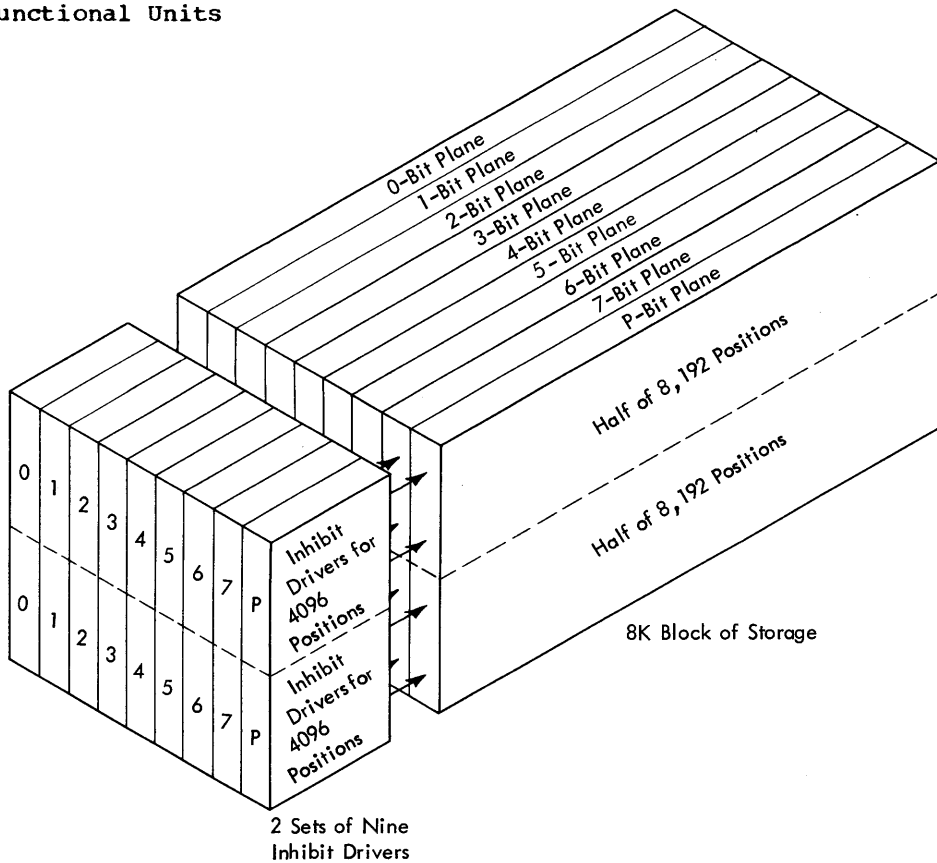 unctional Units
0-Bit Plane
1-Bit Plane
2-Bit Plane
3-Bit Plane
4-Bit Plane
5-Bit Plane
6-Bit Plane
7-Bit Plane
P-Bit Plane
Half of 8,192 Positions
Half of 8,192 Positions
8K Block of Storage
0 1 2 3 4 5 6 7 P
Inhibit
Drivers for
4096
Positions
0 1 2 3 4 5 6 7 P
Inhibit
Drivers for
4096
Positions
2 Sets of Nine
Inhibit Drivers